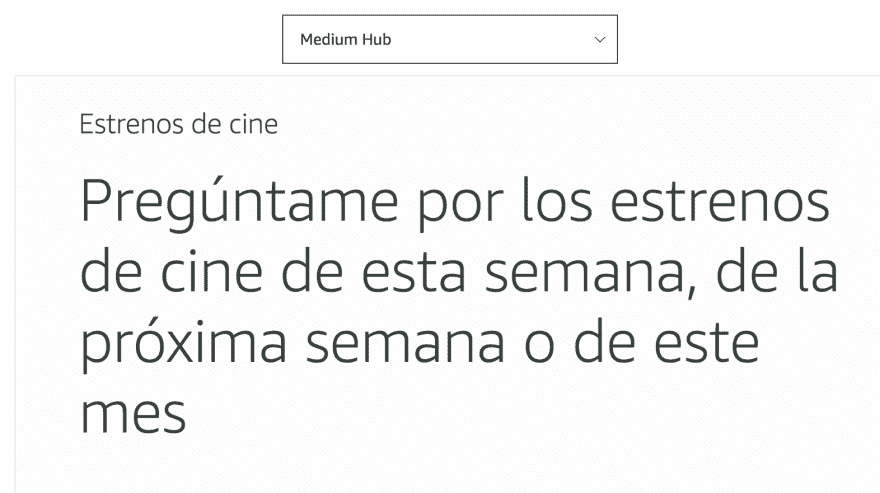 Medium Hub
Estrenos de cine
Pregúntame por los estrenos
de cine de esta semana, de la
próxima semana o de este
mes